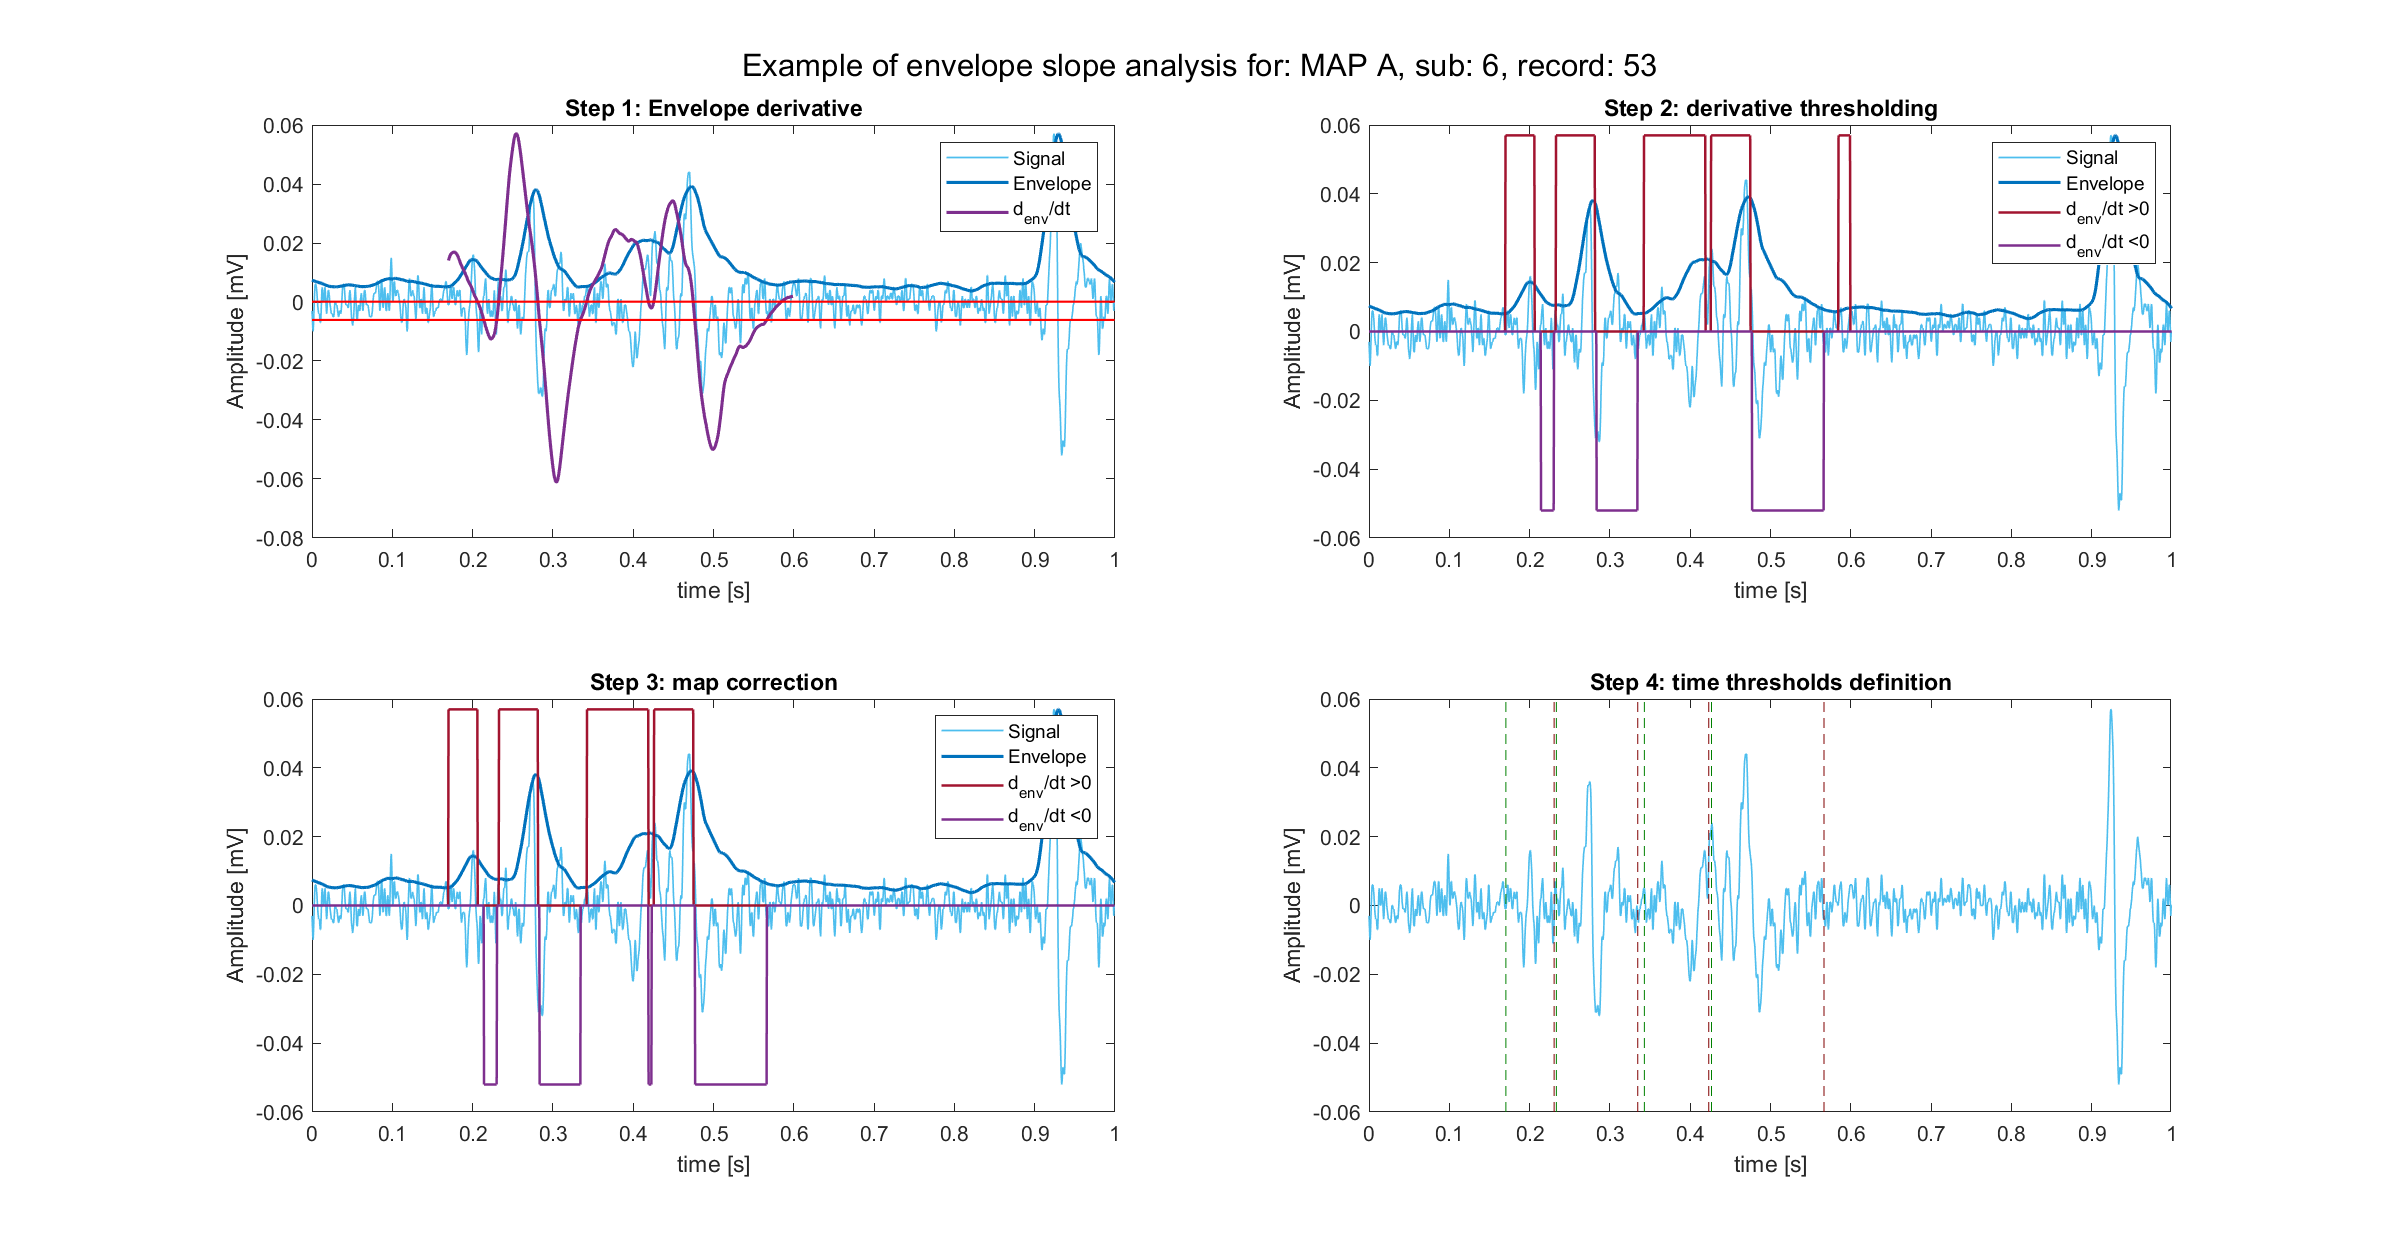 Example of envelope slope analysis for: MAP A, sub: 6, record: 53
Step 1: Envelope derivative
0.06
0.04
0.02
0
-0.02
-0.04
-0.06
-0.08
Amplitude [mV]
Signal
Envelope
d_env/dt
0 0.1 0.2 0.3 0.4 0.5 0.6 0.7 0.8 0.9 1
time [s]
Step 2: derivative thresholding
0.06
0.04
0.02
0
-0.02
-0.04
-0.06
Amplitude [mV]
Signal
Envelope
d_env/dt >0
d_env/dt <0
0 0.1 0.2 0.3 0.4 0.5 0.6 0.7 0.8 0.9 1
time [s]
Step 3: map correction
0.06
0.04
0.02
0
-0.02
-0.04
-0.06
Amplitude [mV]
Signal
Envelope
d_env/dt >0
d_env/dt <0
0 0.1 0.2 0.3 0.4 0.5 0.6 0.7 0.8 0.9 1
time [s]
Step 4: time thresholds definition
0.06
0.04
0.02
0
-0.02
-0.04
-0.06
Amplitude [mV]
0 0.1 0.2 0.3 0.4 0.5 0.6 0.7 0.8 0.9 1
time [s]